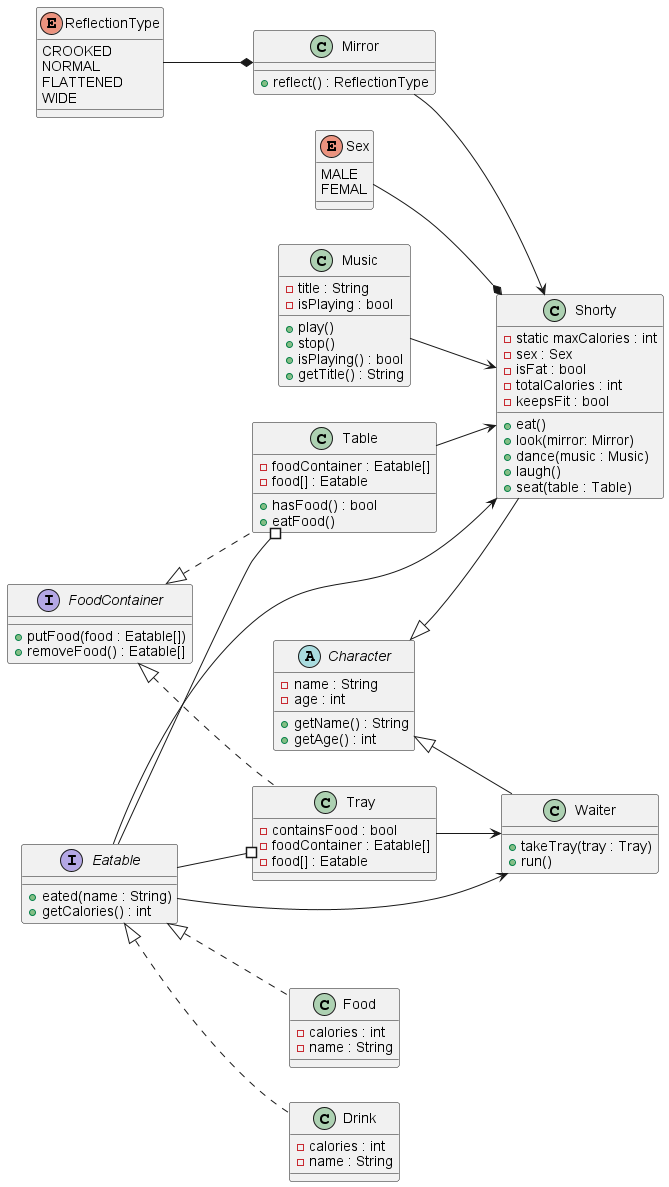 E ReflectionType
CROOKED
NORMAL
FLATTENED
WIDE
C Mirror
reflect() : ReflectionType
E Sex
MALE
FEMAL
C Music
title : String
isPlaying : bool
play()
stop()
isPlaying() : bool
getTitle() : String
C Shorty
static maxCalories : int
sex : Sex
isFat : bool
totalCalories : int
keepsFit : bool
eat()
look(mirror: Mirror)
dance(music : Music)
laugh()
seat(table : Table)
C Table
foodContainer : Eatable[]
food[] : Eatable
hasFood() : bool
eatFood()
I FoodContainer
putFood(food : Eatable[])
removeFood() : Eatable[]
A Character
name : String
age : int
getName() : String
getAge() : int
C Tray
containsFood : bool
foodContainer : Eatable[]
food[] : Eatable
C Waiter
takeTray(tray : Tray)
run()
I Eatable
eated(name : String)
getCalories() : int
C Food
calories : int
name : String
C Drink
calories : int
name : String